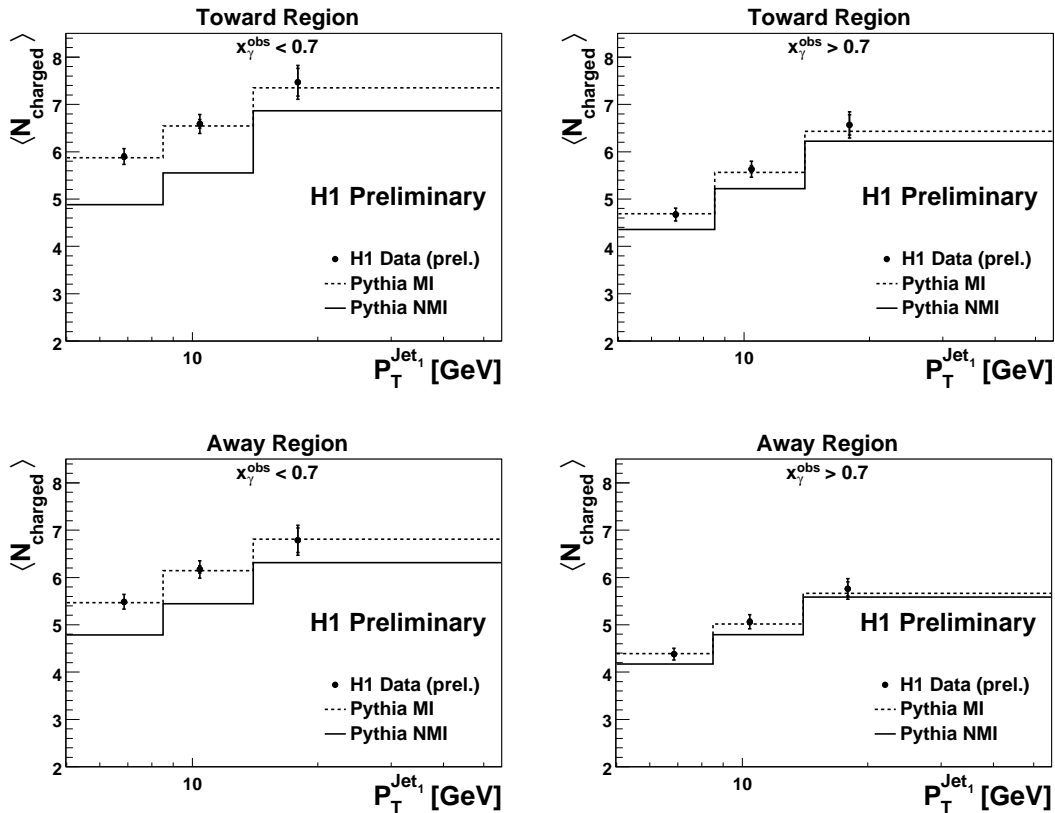 Toward Region
x_γ^obs < 0.7
⟨N_charged⟩
8
7
6
5
4
3
2
H1 Preliminary
H1 Data (prel.)
Pythia MI
Pythia NMI
10
P_T^Jet₁ [GeV]
Toward Region
x_γ^obs > 0.7
⟨N_charged⟩
8
7
6
5
4
3
2
H1 Preliminary
H1 Data (prel.)
Pythia MI
Pythia NMI
10
P_T^Jet₁ [GeV]
Away Region
x_γ^obs < 0.7
⟨N_charged⟩
8
7
6
5
4
3
2
H1 Preliminary
H1 Data (prel.)
Pythia MI
Pythia NMI
10
P_T^Jet₁ [GeV]
Away Region
x_γ^obs > 0.7
⟨N_charged⟩
8
7
6
5
4
3
2
H1 Preliminary
H1 Data (prel.)
Pythia MI
Pythia NMI
10
P_T^Jet₁ [GeV]